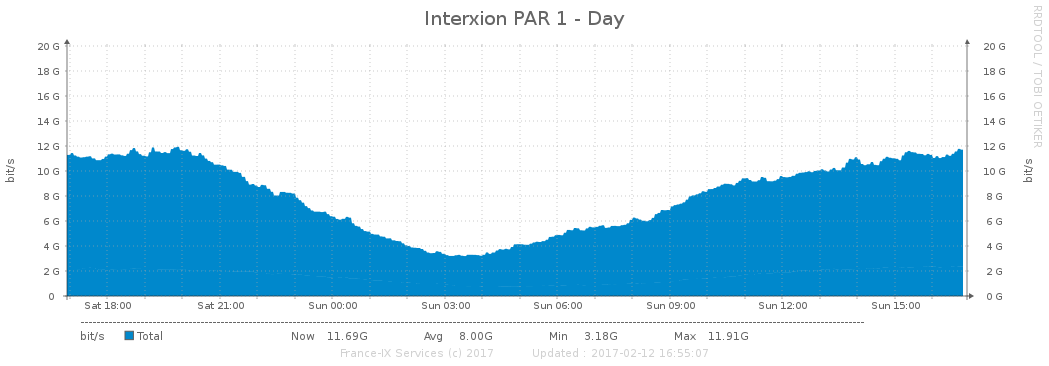 Interxion PAR 1 - Day
RRDTOOL / TOBI OETIKER
20 G 20 G
18 G 18 G
16 G 16 G
14 G 14 G
12 G 12 G
10 G 10 G
8 G 8 G
6 G 6 G
4 G 4 G
2 G 2 G
0 0 G
bit/s bit/s
Sat 18:00 Sat 21:00 Sun 00:00 Sun 03:00 Sun 06:00 Sun 09:00 Sun 12:00 Sun 15:00
bit/s Total Now 11.69G Avg 8.00G Min 3.18G Max 11.91G
France-IX Services (c) 2017 Updated : 2017-02-12 16:55:07